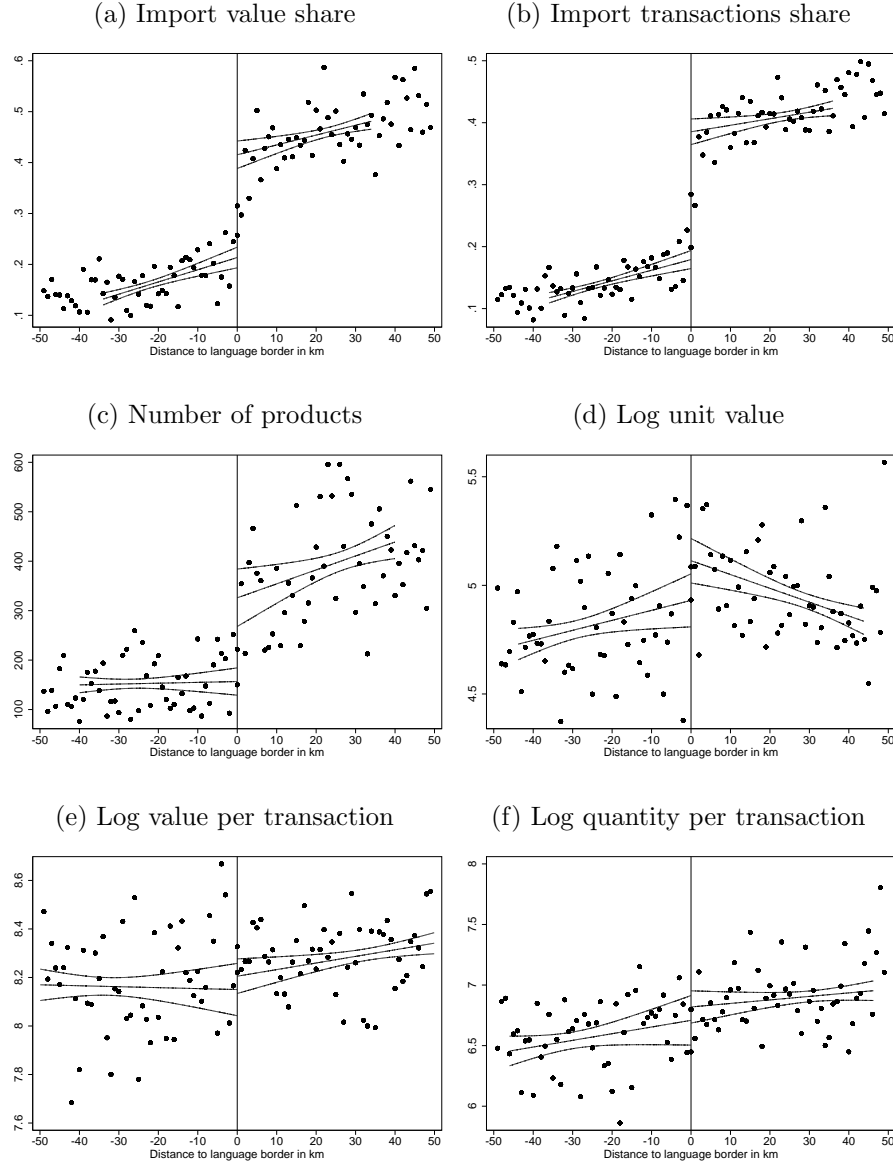 (a) Import value share
(b) Import transactions share
.1 .2 .3 .4 .5 .6
-50 -40 -30 -20 -10 0 10 20 30 40 50
Distance to language border in km
.1 .2 .3 .4 .5
-50 -40 -30 -20 -10 0 10 20 30 40 50
Distance to language border in km
(c) Number of products
(d) Log unit value
100 200 300 400 500 600
-50 -40 -30 -20 -10 0 10 20 30 40 50
Distance to language border in km
4.5 5 5.5
-50 -40 -30 -20 -10 0 10 20 30 40 50
Distance to language border in km
(e) Log value per transaction
(f) Log quantity per transaction
7.6 7.8 8 8.2 8.4 8.6
-50 -40 -30 -20 -10 0 10 20 30 40 50
Distance to language border in km
6 6.5 7 7.5 8
-50 -40 -30 -20 -10 0 10 20 30 40 50
Distance to language border in km